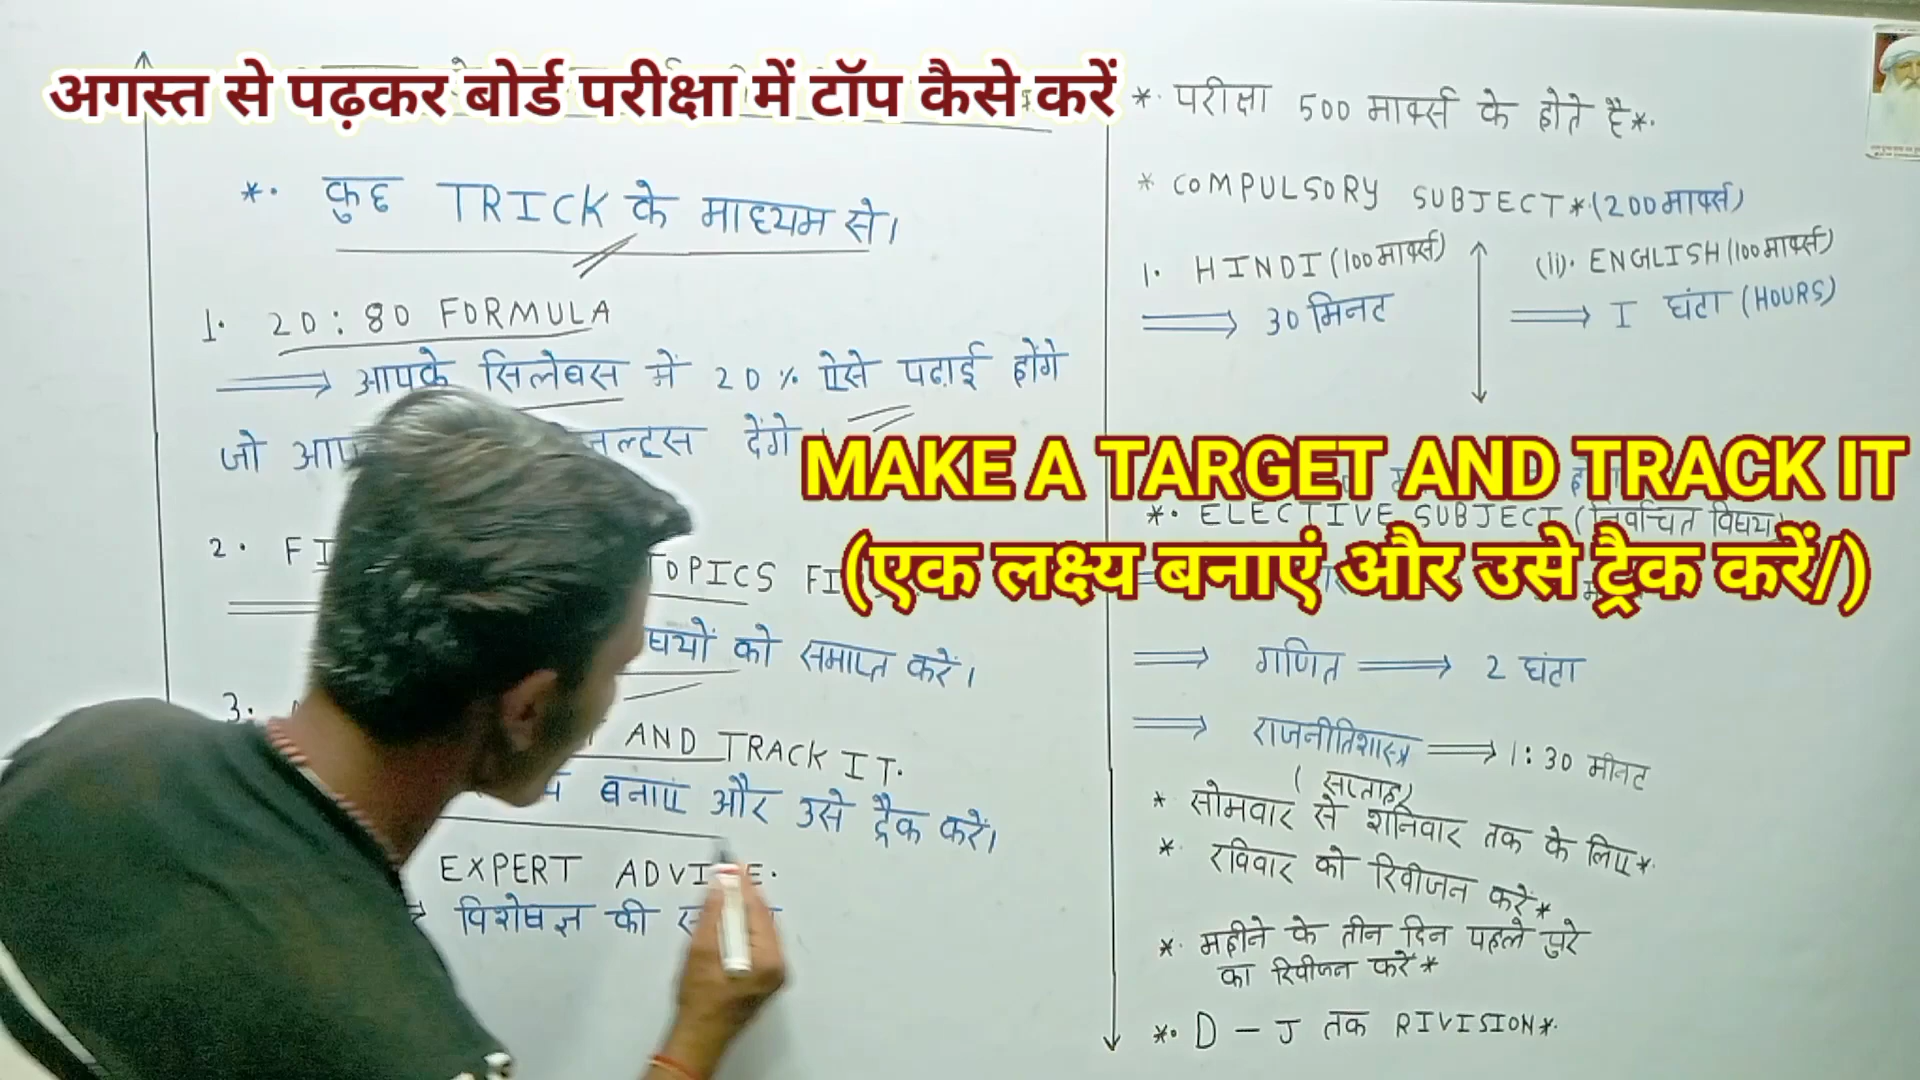 अगस्त से पढ़कर बोर्ड परीक्षा में टॉप कैसे करें
*. कुछ TRICK के माध्यम से।
1. 20:80 FORMULA
⟹ आपके सिलेबस में 20% ऐसे पढ़ाई होंगे
जो देंगे
2. TOPICS
को समाप्त करें।
3. AND TRACK IT.
बनाएं और उसे ट्रैक करें।
EXPERT
विशेषज्ञ की
MAKE A TARGET AND TRACK IT
(एक लक्ष्य बनाएं और उसे ट्रैक करें/)
*. परीक्षा 500 मार्क्स के होते है*.
* COMPULSORY SUBJECT*(200 मार्क्स)
1. HINDI (100 मार्क्स) (ii). ENGLISH (100 मार्क्स)
⟹ 30 मिनट ⟹ I घंटा (HOURS)
*. ELECTIVE SUBJECT (निर्वाचित विषय)
⟹ गणित ⟹ 2 घंटा
⟹ राजनीतिशास्त्र ⟹ 1:30 मीनट
(सप्ताह)
* सोमवार से शनिवार तक के लिए*
* रविवार को रिवीजन करें*
*. महीने के तीन दिन पहले पुरे
का रिवीजन करें*
*. D - J तक RIVISION*.